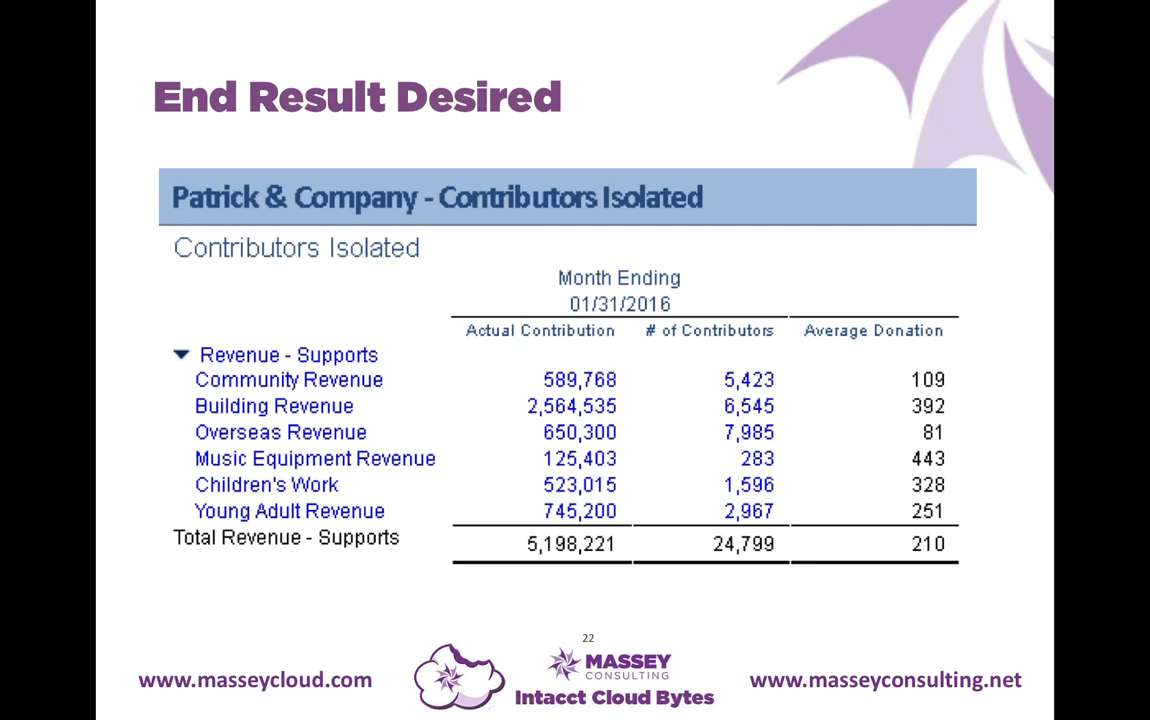 End Result Desired
Patrick & Company - Contributors Isolated
Contributors Isolated
Month Ending
01/31/2016
Actual Contribution # of Contributors Average Donation
Revenue - Supports
Community Revenue 589,768 5,423 109
Building Revenue 2,564,535 6,545 392
Overseas Revenue 650,300 7,985 81
Music Equipment Revenue 125,403 283 443
Children's Work 523,015 1,596 328
Young Adult Revenue 745,200 2,967 251
Total Revenue - Supports 5,198,221 24,799 210
22
MASSEY
CONSULTING
www.masseycloud.com www.masseyconsulting.net
Intacct Cloud Bytes